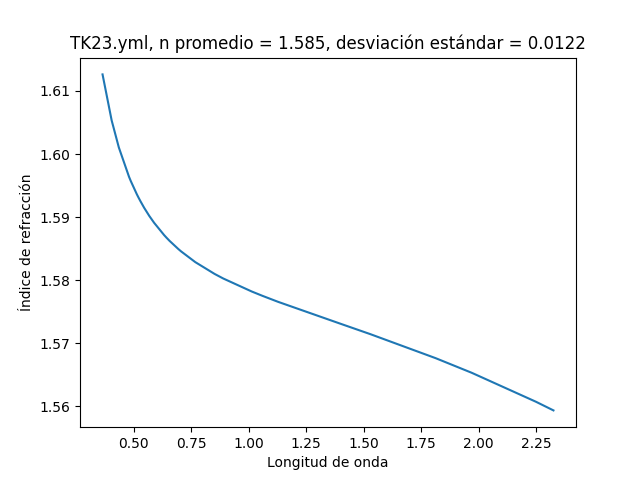 TK23.yml, n promedio = 1.585, desviación estándar = 0.0122
1.61
1.60
1.59
1.58
1.57
1.56
Índice de refracción
0.50 0.75 1.00 1.25 1.50 1.75 2.00 2.25
Longitud de onda